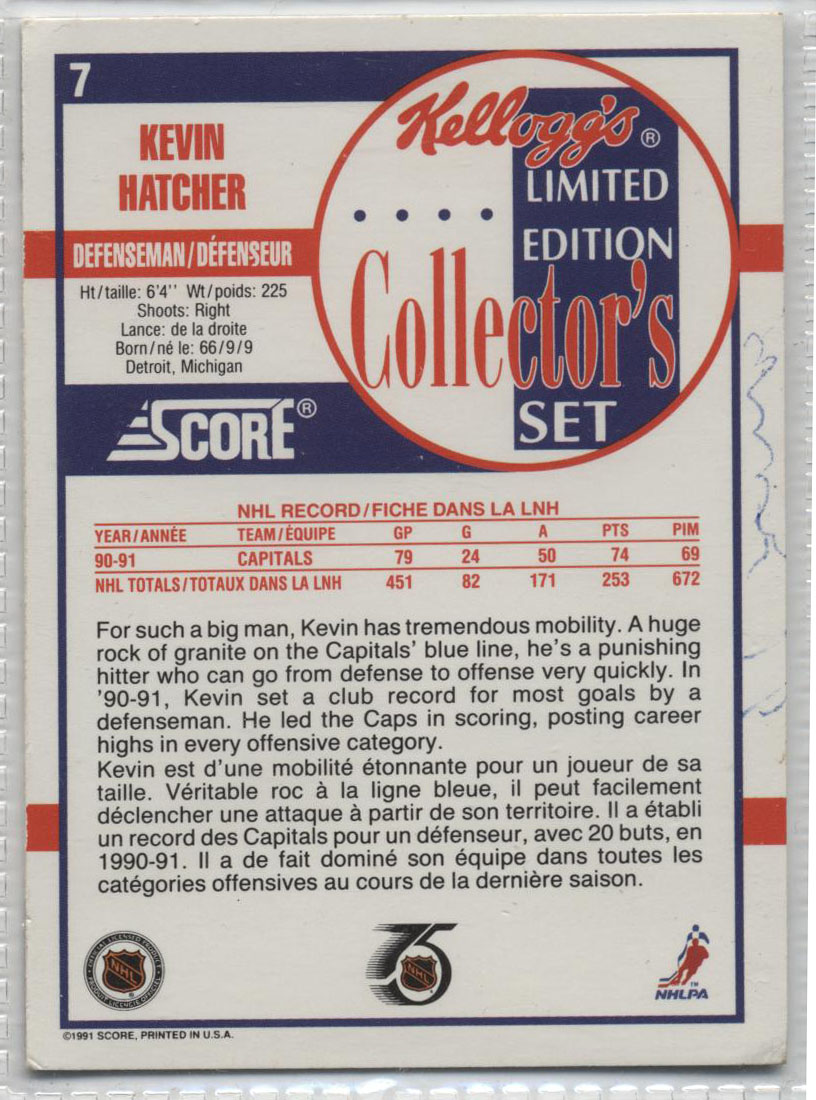 7
KEVIN
HATCHER
DEFENSEMAN/DÉFENSEUR
Ht/taille: 6'4'' Wt/poids: 225
Shoots: Right
Lance: de la droite
Born/né le: 66/9/9
Detroit, Michigan
SCORE®
Kellogg's®
LIMITED
EDITION
Collector's
SET
NHL RECORD/FICHE DANS LA LNH
YEAR/ANNÉE TEAM/ÉQUIPE GP G A PTS PIM
90-91 CAPITALS 79 24 50 74 69
NHL TOTALS/TOTAUX DANS LA LNH 451 82 171 253 672
For such a big man, Kevin has tremendous mobility. A huge
rock of granite on the Capitals' blue line, he's a punishing
hitter who can go from defense to offense very quickly. In
'90-91, Kevin set a club record for most goals by a
defenseman. He led the Caps in scoring, posting career
highs in every offensive category.
Kevin est d'une mobilité étonnante pour un joueur de sa
taille. Véritable roc à la ligne bleue, il peut facilement
déclencher une attaque à partir de son territoire. Il a établi
un record des Capitals pour un défenseur, avec 20 buts, en
1990-91. Il a de fait dominé son équipe dans toutes les
catégories offensives au cours de la dernière saison.
NHL
75
NHL
NHLPA
™
©1991 SCORE, PRINTED IN U.S.A.